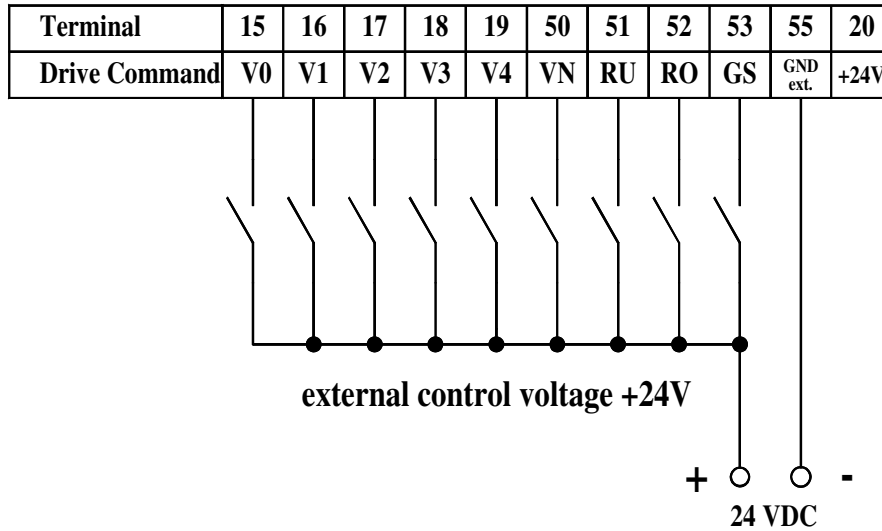 Terminal 15 16 17 18 19 50 51 52 53 55 20
Drive Command V0 V1 V2 V3 V4 VN RU RO GS GND ext. +24V
external control voltage +24V
+ -
24 VDC